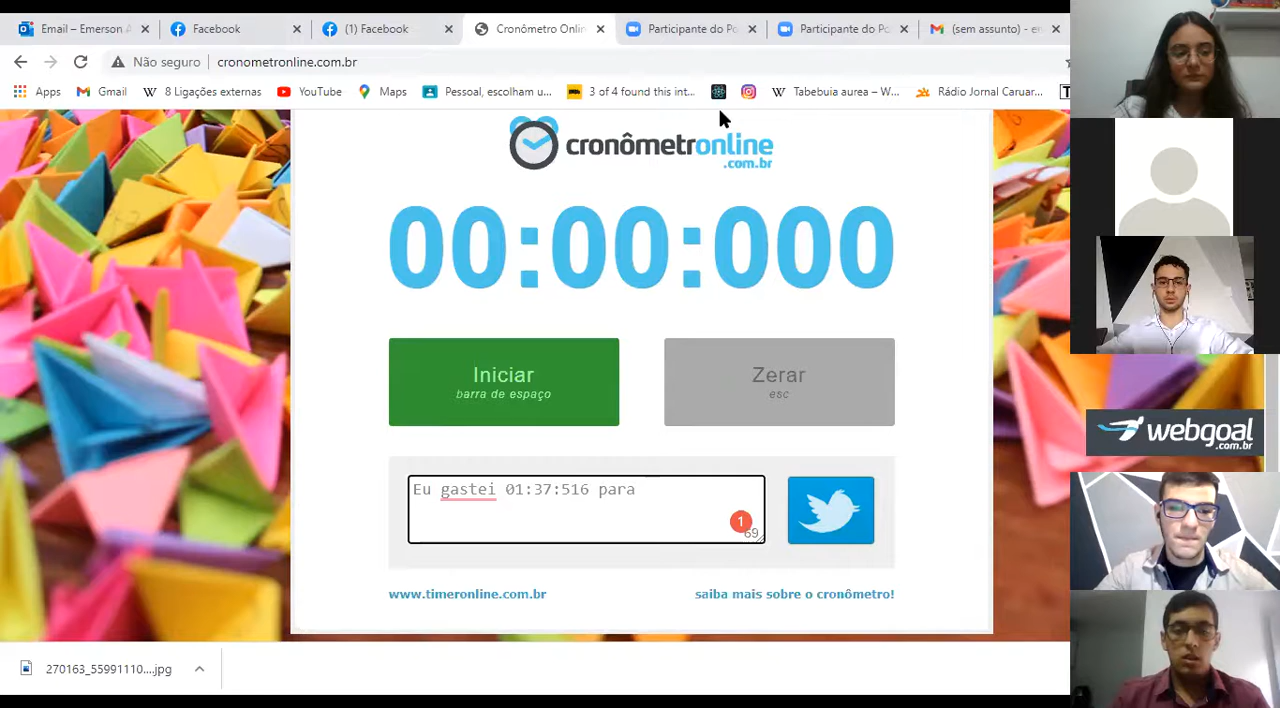 Email – Emerson A
Facebook
(1) Facebook
Cronômetro Onlin
Participante do Po
Participante do Po
(sem assunto) - en
Não seguro
cronometronline.com.br
Apps
Gmail
8 Ligações externas
YouTube
Maps
Pessoal, escolham u...
3 of 4 found this int...
Tabebuia aurea – W...
Rádio Jornal Caruar...
cronômetronline
.com.br
00:00:000
Iniciar
barra de espaço
Zerar
esc
Eu gastei 01:37:516 para
1
69
www.timeronline.com.br
saiba mais sobre o cronômetro!
270163_55991110....jpg
webgoal
.com.br